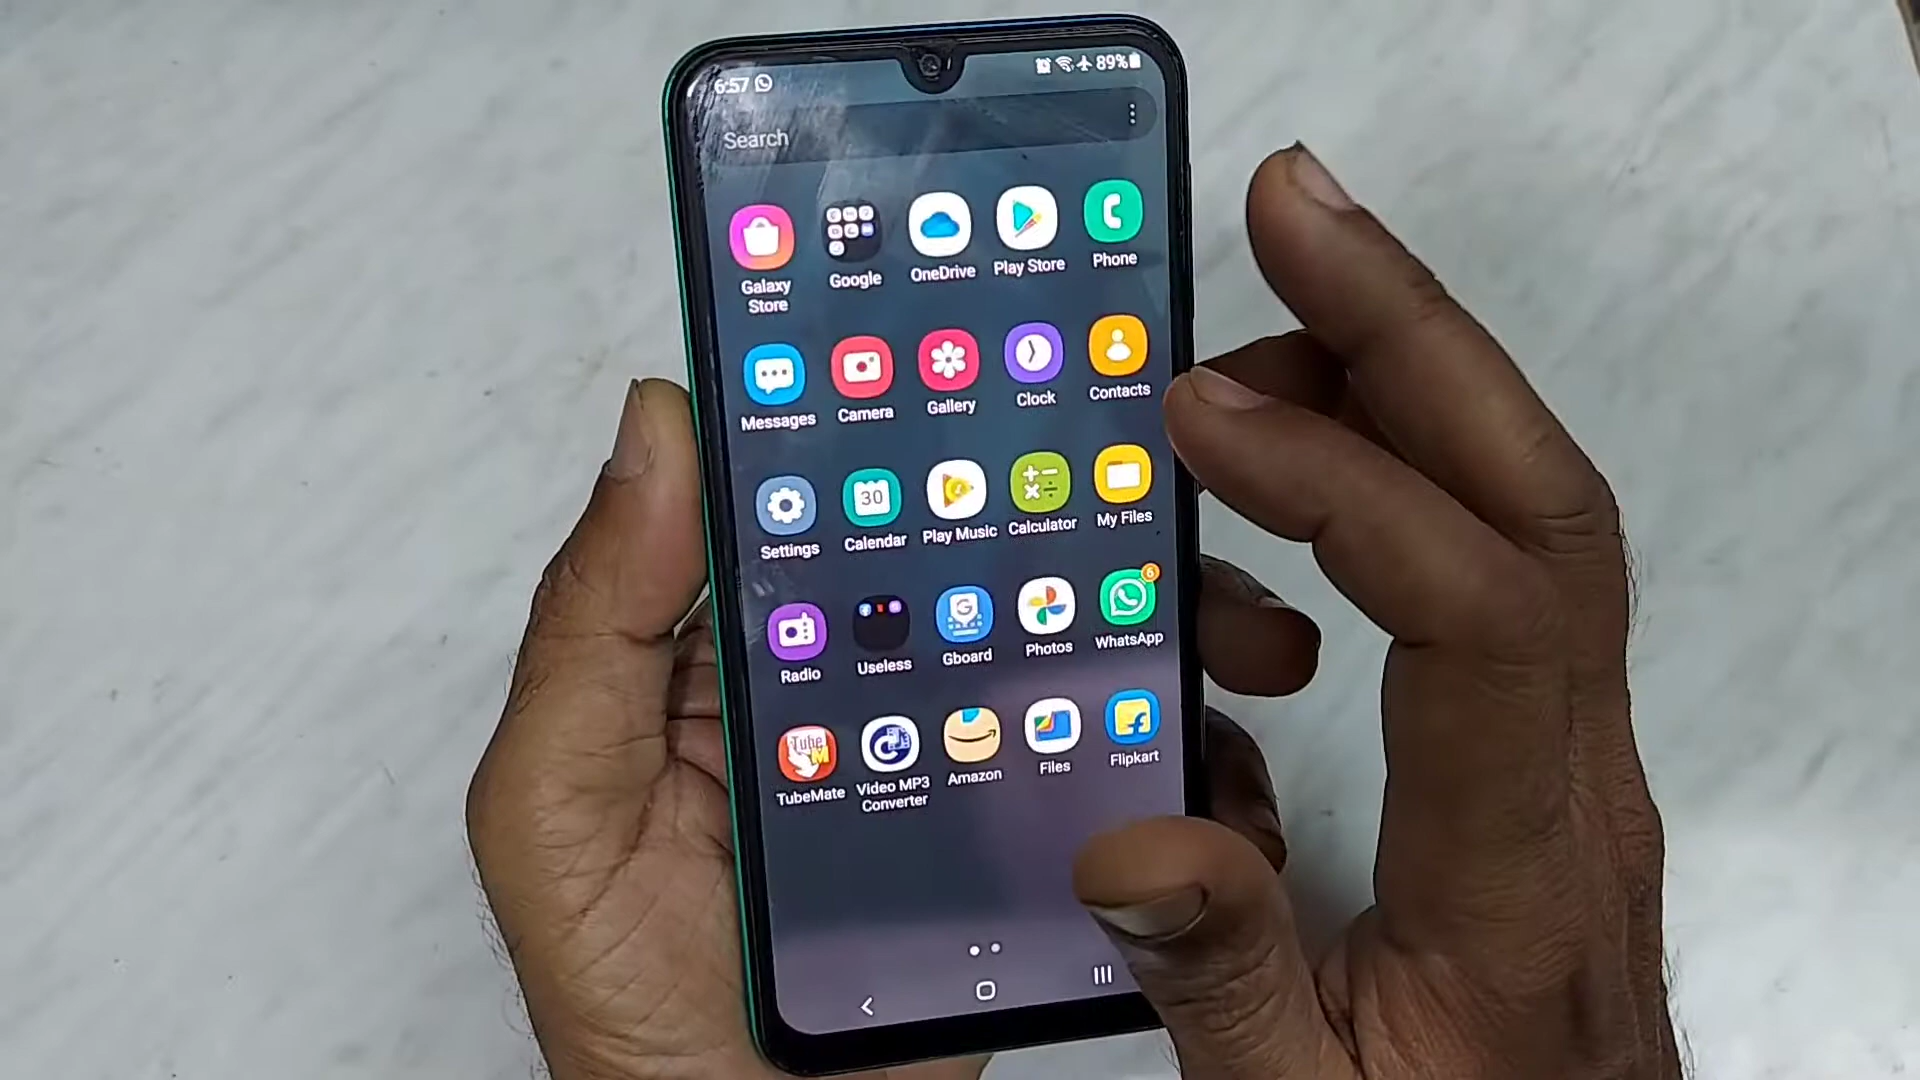 6:57
89%
Search
Galaxy Store
Google
OneDrive
Play Store
Phone
Messages
Camera
Gallery
Clock
Contacts
30
Settings
Calendar
Play Music
Calculator
My Files
6
Radio
Useless
Gboard
Photos
WhatsApp
Tube
M
TubeMate
Video MP3 Converter
Amazon
Files
Flipkart